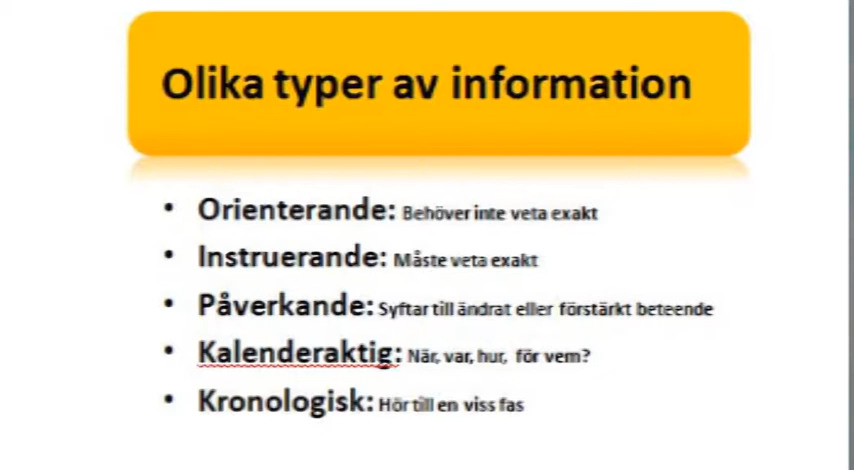 Olika typer av information
• Orienterande: Behöver inte veta exakt
• Instruerande: Måste veta exakt
• Påverkande: Syftar till ändrat eller förstärkt beteende
• Kalenderaktig: När, var, hur, för vem?
• Kronologisk: Hör till en viss fas